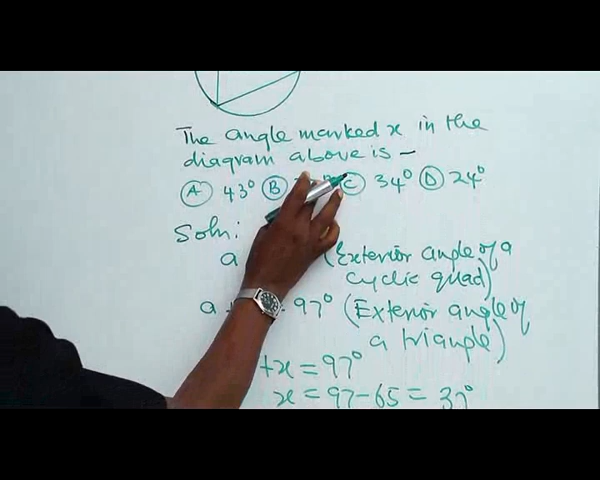 The angle marked x in the
diagram above is -
A 43° B C 34° D 24°
Soln:
a (Exterior angle of a
cyclic quad)
a 97° (Exterior angle of
a triangle)
+x = 97°
x = 97-65 = 32°